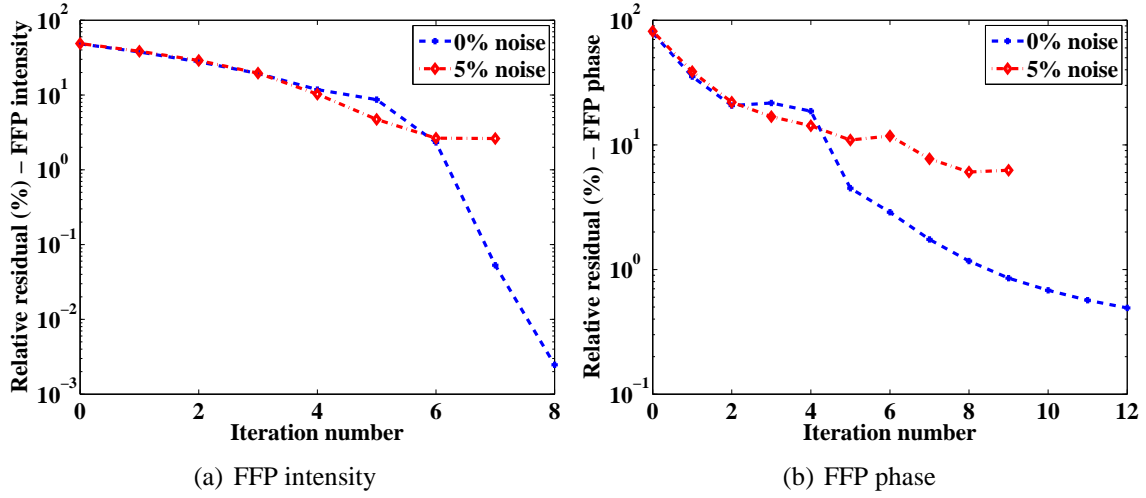 10^2
10^1
10^0
10^−1
10^−2
10^−3
Relative residual (%) − FFP intensity
0% noise
5% noise
0 2 4 6 8
Iteration number
(a) FFP intensity
10^2
10^1
10^0
10^−1
Relative residual (%) − FFP phase
0% noise
5% noise
0 2 4 6 8 10 12
Iteration number
(b) FFP phase